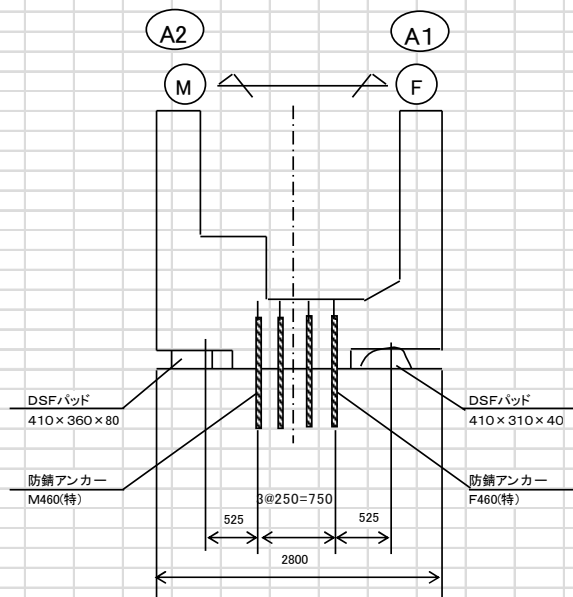 A2
A1
M
F
DSFパッド
410×360×80
DSFパッド
410×310×40
防錆アンカー
M460(特)
防錆アンカー
F460(特)
3@250=750
525
525
2800